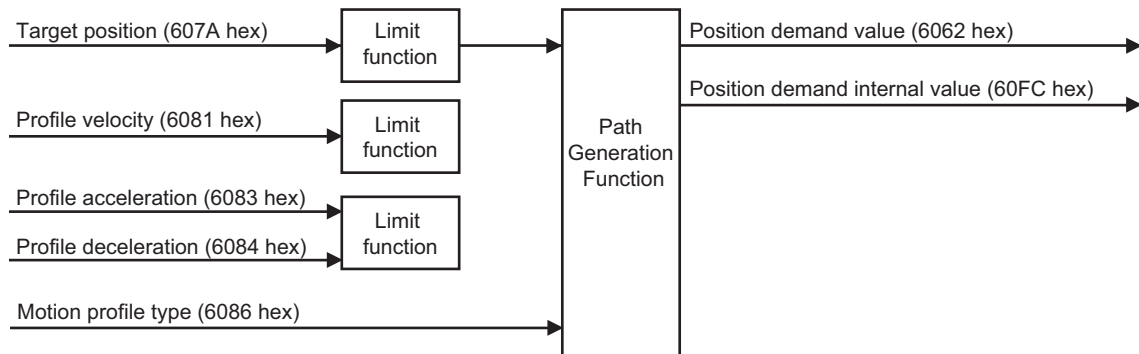 Target position (607A hex)
Limit
function
Position demand value (6062 hex)
Position demand internal value (60FC hex)
Profile velocity (6081 hex)
Limit
function
Path
Generation
Function
Profile acceleration (6083 hex)
Profile deceleration (6084 hex)
Limit
function
Motion profile type (6086 hex)